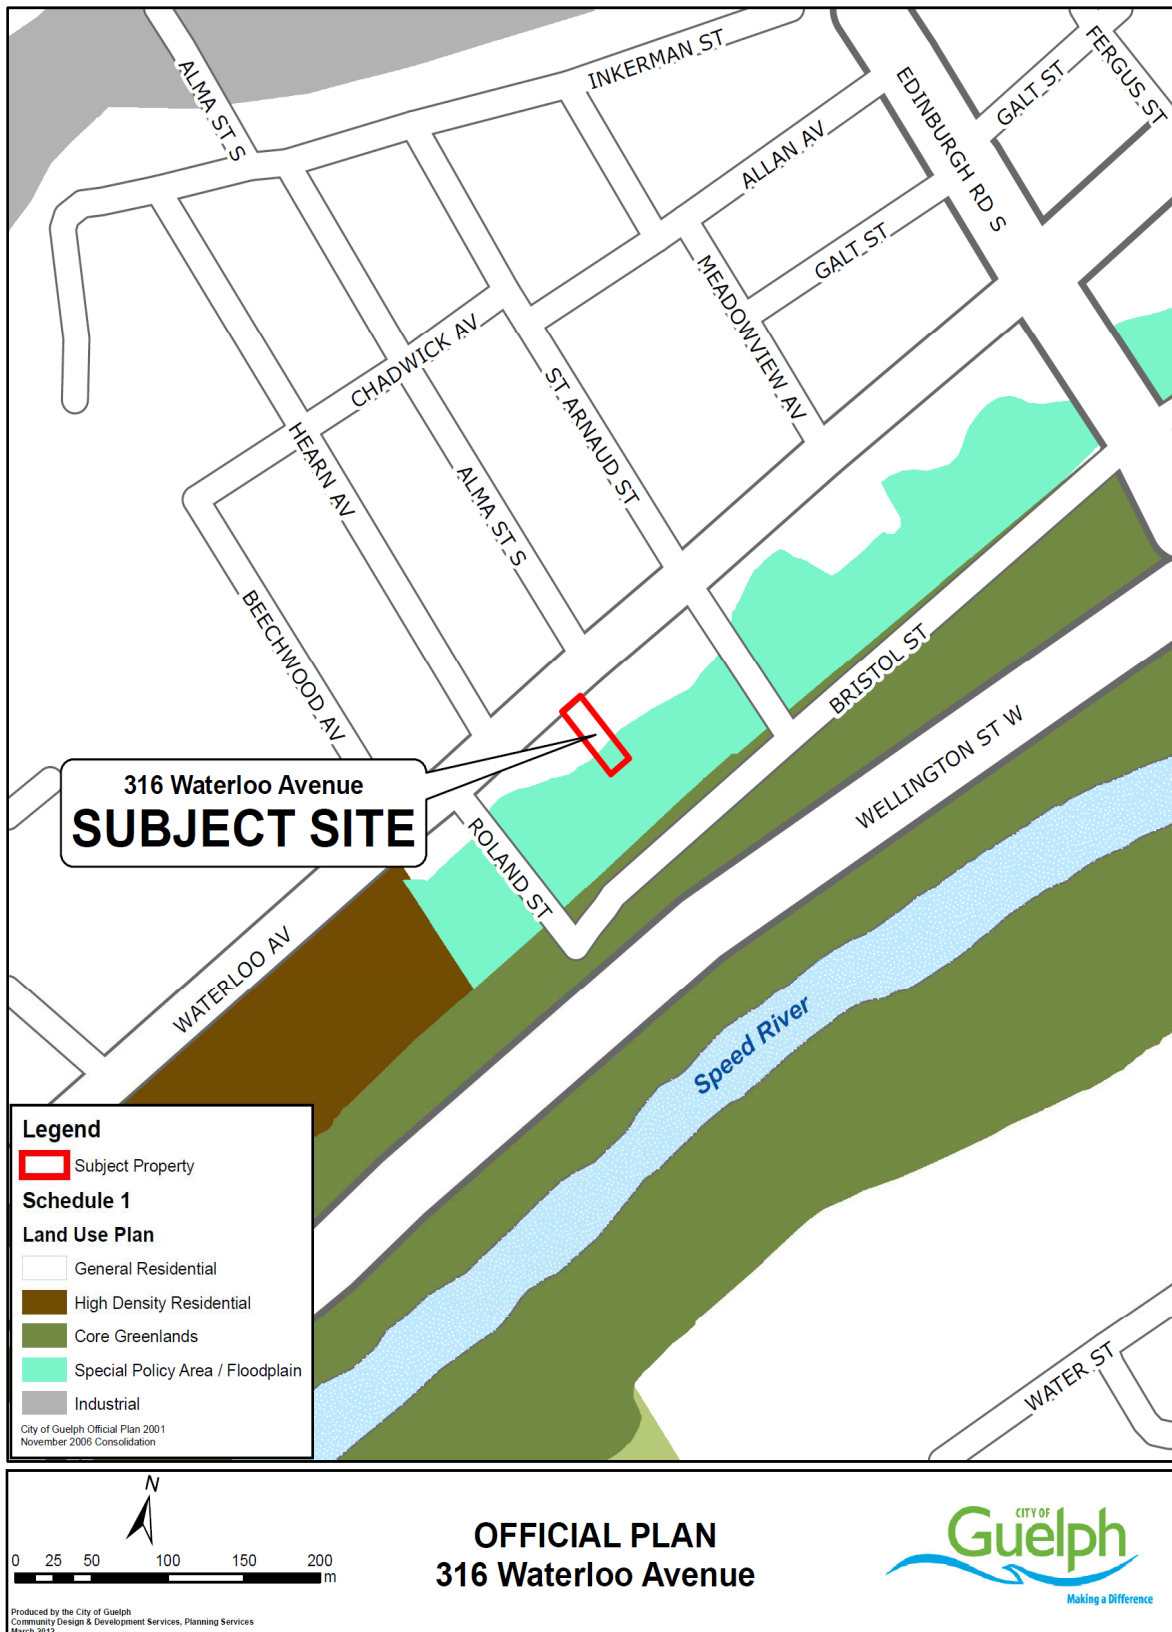 INKERMAN ST
FERGUS ST
GALT ST
EDINBURGH RD S
ALMA ST S
ALLAN AV
GALT ST
MEADOWVIEW AV
CHADWICK AV
ST ARNAUD ST
HEARN AV
ALMA ST S
BEECHWOOD AV
BRISTOL ST
WELLINGTON ST W
316 Waterloo Avenue
SUBJECT SITE
ROLAND ST
WATERLOO AV
Speed River
WATER ST
Legend
Subject Property
Schedule 1
Land Use Plan
General Residential
High Density Residential
Core Greenlands
Special Policy Area / Floodplain
Industrial
City of Guelph Official Plan 2001
November 2006 Consolidation
N
0 25 50 100 150 200
m
Produced by the City of Guelph
Community Design & Development Services, Planning Services
March 2012
OFFICIAL PLAN
316 Waterloo Avenue
CITY OF
Guelph
Making a Difference